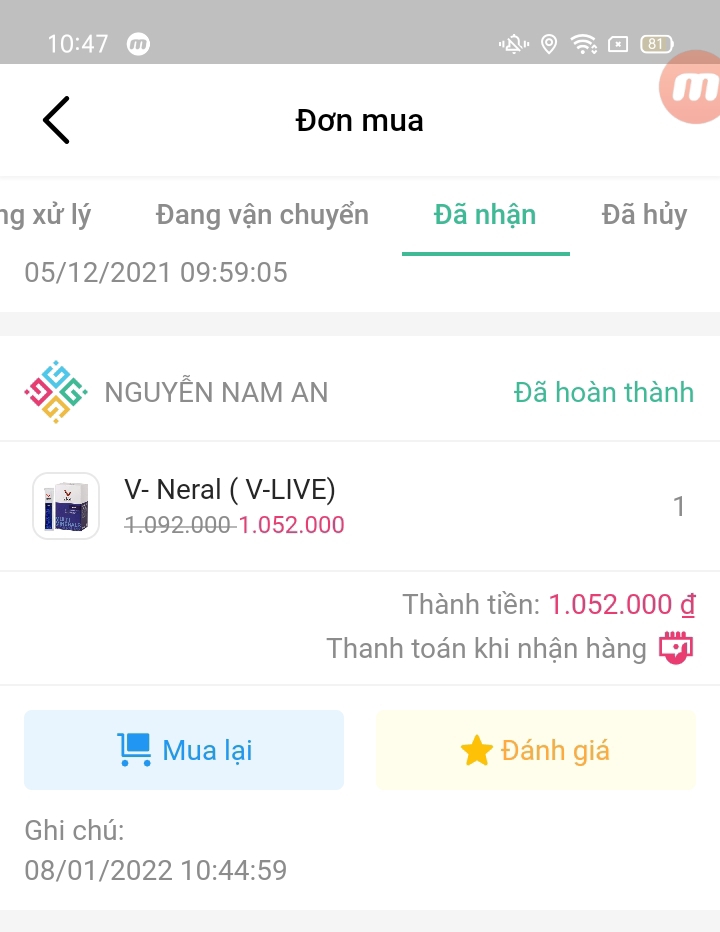 10:47
81
Đơn mua
ng xử lý
Đang vận chuyển
Đã nhận
Đã hủy
05/12/2021 09:59:05
NGUYỄN NAM AN
Đã hoàn thành
V- Neral ( V-LIVE)
1
1.092.000 1.052.000
Thành tiền: 1.052.000 ₫
Thanh toán khi nhận hàng
Mua lại
Đánh giá
Ghi chú:
08/01/2022 10:44:59